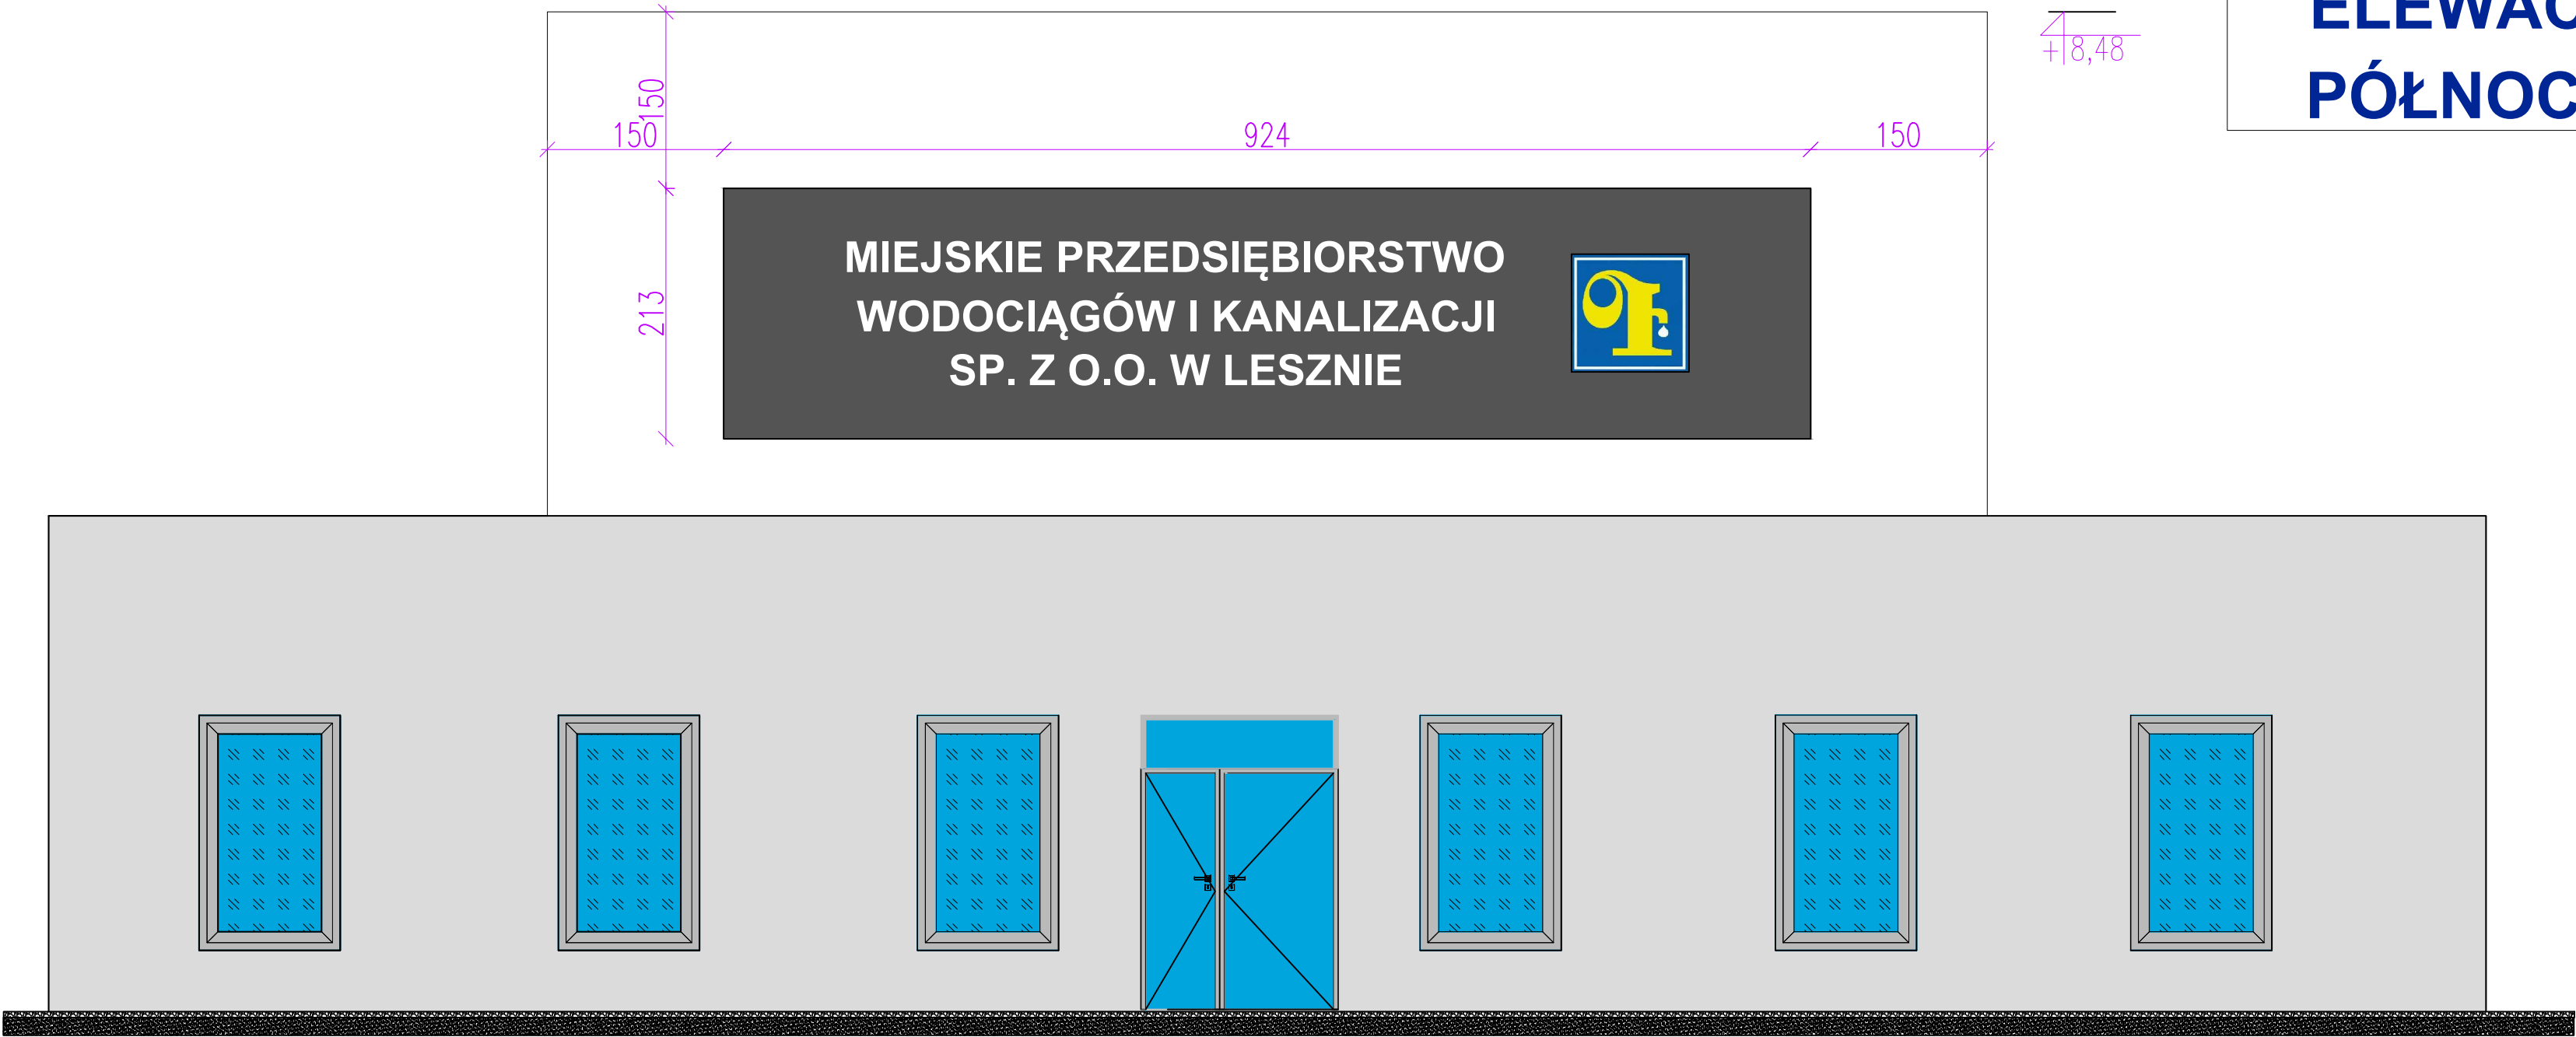 ELEWAC
PÓŁNOC
+8,48
150
150
924
150
213
MIEJSKIE PRZEDSIĘBIORSTWO
WODOCIĄGÓW I KANALIZACJI
SP. Z O.O. W LESZNIE